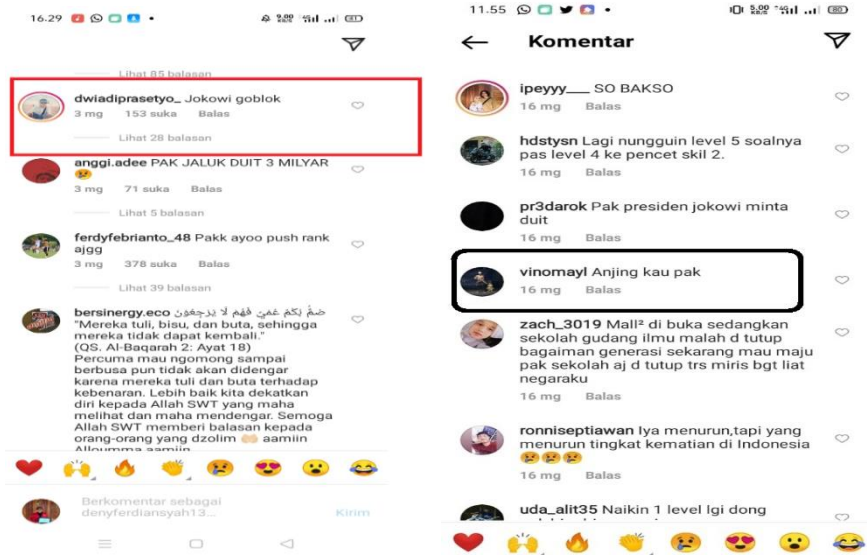 16.29
Lihat 85 balasan
dwiadiprasetyo_ Jokowi goblok
3 mg 153 suka Balas
Lihat 28 balasan
anggi.adee PAK JALUK DUIT 3 MILYAR
😢
3 mg 71 suka Balas
Lihat 5 balasan
ferdyfebrianto_48 Pakk ayoo push rank
ajgg
3 mg 378 suka Balas
Lihat 39 balasan
bersinergy.eco صُمٌّ بُكْمٌ عُمْيٌ فَهُمْ لَا يَرْجِعُونَ
"Mereka tuli, bisu, dan buta, sehingga
mereka tidak dapat kembali."
(QS. Al-Baqarah 2: Ayat 18)
Percuma mau ngomong sampai
berbusa pun tidak akan didengar
karena mereka tuli dan buta terhadap
kebenaran. Lebih baik kita dekatkan
diri kepada Allah SWT yang maha
melihat dan maha mendengar. Semoga
Allah SWT memberi balasan kepada
orang-orang yang dzolim 🤲 aamiin
Alloumma aamiin
Berkomentar sebagai
denyferdiansyah13...
Kirim
11.55
Komentar
ipeyyy___ SO BAKSO
16 mg Balas
hdstysn Lagi nungguin level 5 soalnya
pas level 4 ke pencet skil 2.
16 mg Balas
pr3darok Pak presiden jokowi minta
duit
16 mg Balas
vinomayl Anjing kau pak
16 mg Balas
zach_3019 Mall² di buka sedangkan
sekolah gudang ilmu malah d tutup
bagaiman generasi sekarang mau maju
pak sekolah aj d tutup trs miris bgt liat
negaraku
16 mg Balas
ronniseptiawan Iya menurun,tapi yang
menurun tingkat kematian di Indonesia
😢😢😢
16 mg Balas
uda_alit35 Naikin 1 level lgi dong